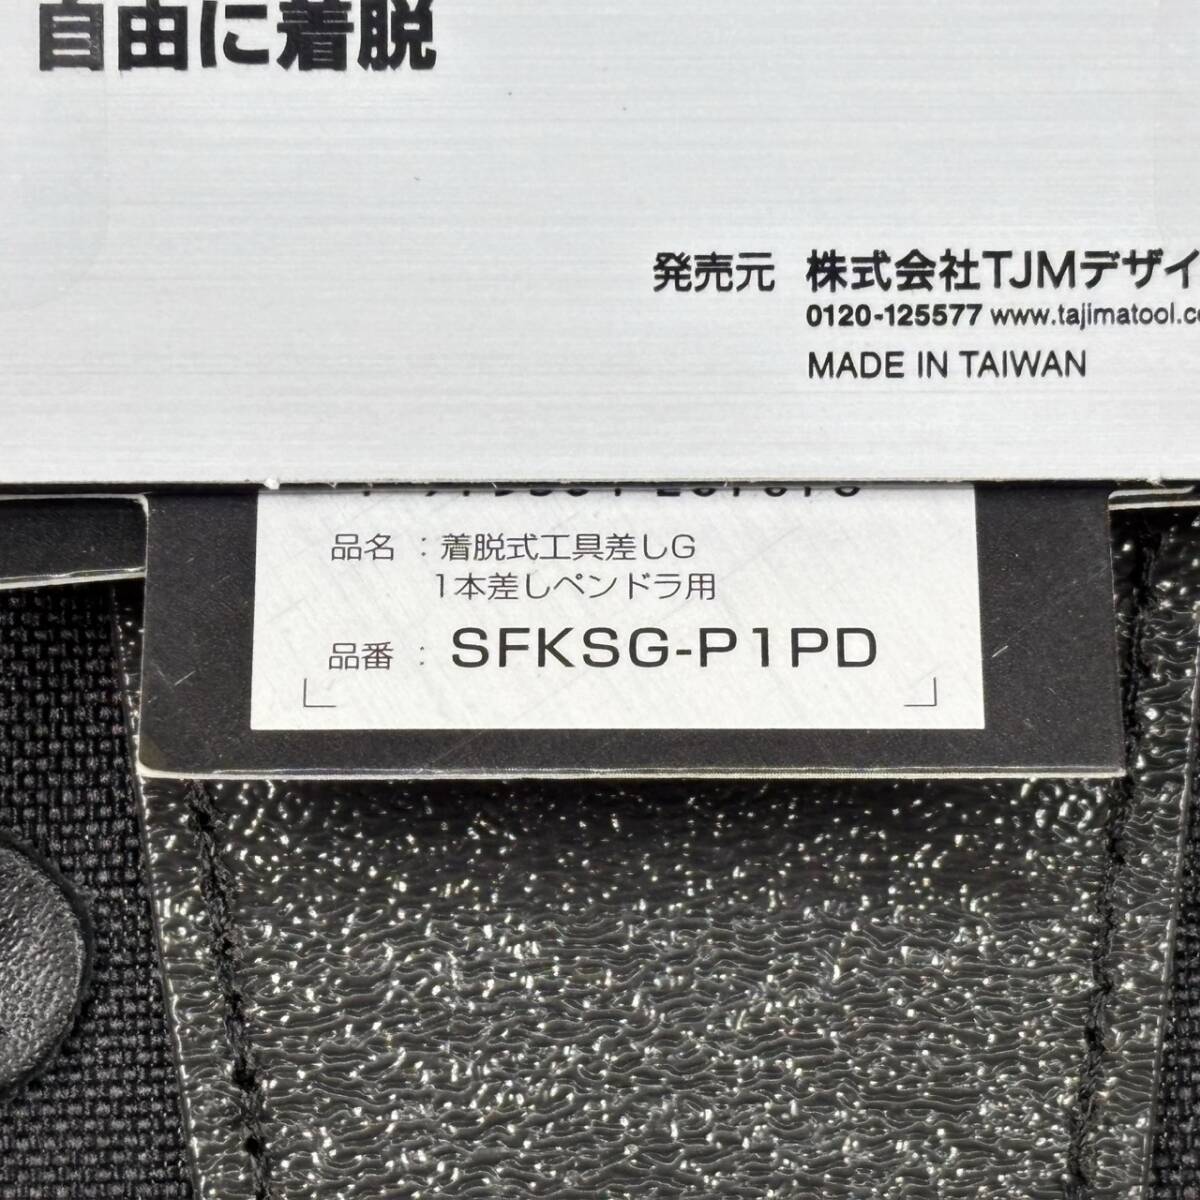 自由に着脱
発売元 株式会社TJMデザイ
0120-125577 www.tajimatool.co
MADE IN TAIWAN
品名 : 着脱式工具差しG
1本差しペンドラ用
品番 : SFKSG-P1PD